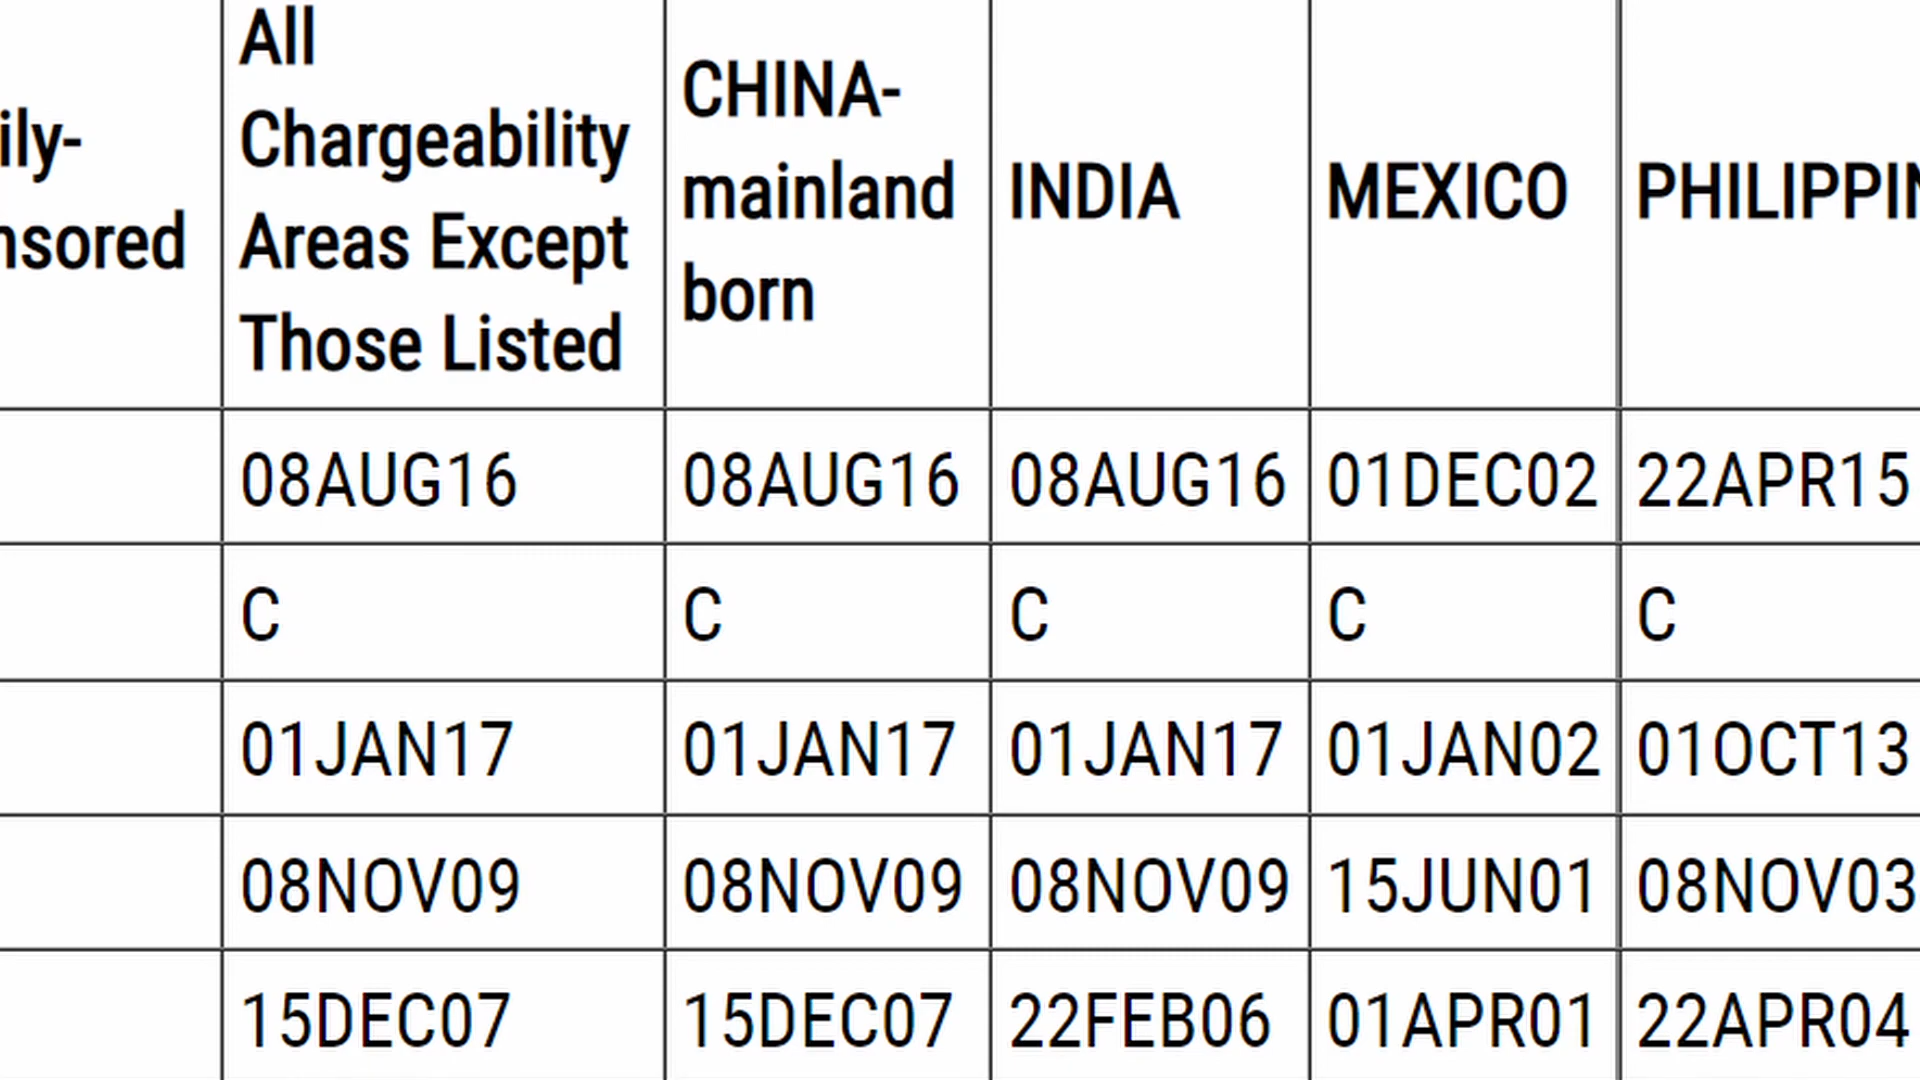 ily-
nsored
All
Chargeability
Areas Except
Those Listed
CHINA-
mainland
born
INDIA
MEXICO
PHILIPPIN
08AUG16 08AUG16 08AUG16 01DEC02 22APR15
C C C C C
01JAN17 01JAN17 01JAN17 01JAN02 01OCT13
08NOV09 08NOV09 08NOV09 15JUN01 08NOV03
15DEC07 15DEC07 22FEB06 01APR01 22APR04